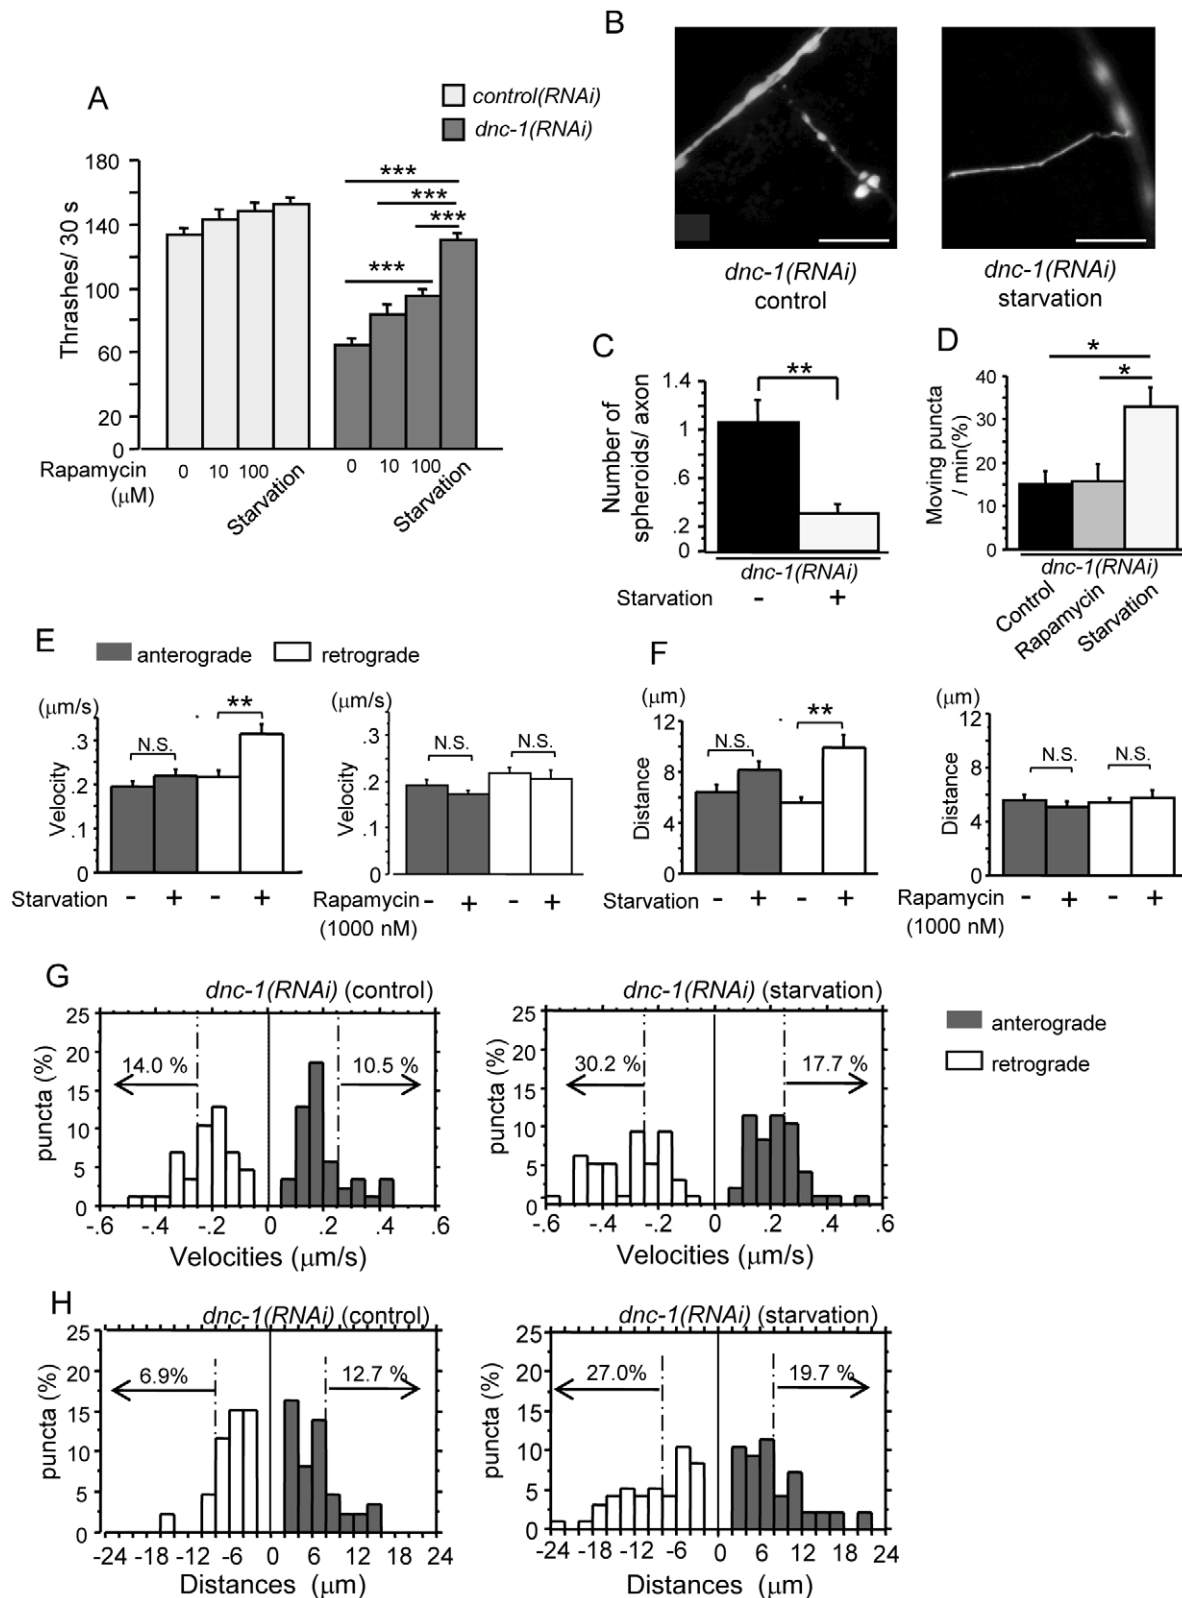 A
control(RNAi)
dnc-1(RNAi)
Thrashes/ 30 s
180
140
100
60
20
0
***
***
***
***
Rapamycin
(μM)
0 10 100 Starvation
0 10 100 Starvation
B
dnc-1(RNAi)
control
dnc-1(RNAi)
starvation
C
Number of
spheroids/ axon
1.4
1
.6
.2
0
**
dnc-1(RNAi)
Starvation - +
D
Moving puncta
/ min(%)
40
30
20
10
0
*
*
dnc-1(RNAi)
Control
Rapamycin
Starvation
E
anterograde
retrograde
(μm/s)
Velocity
.3
.2
.1
0
N.S.
**
Starvation - + - +
(μm/s)
Velocity
.3
.2
.1
0
N.S.
N.S.
Rapamycin - + - +
(1000 nM)
F
(μm)
Distance
12
8
4
0
N.S.
**
Starvation - + - +
(μm)
Distance
12
8
4
0
N.S.
N.S.
Rapamycin - + - +
(1000 nM)
G
dnc-1(RNAi) (control)
puncta (%)
25
20
15
10
5
0
14.0 %
10.5 %
-.6 -.2 0 .2 .4 .6
Velocities (μm/s)
dnc-1(RNAi) (starvation)
puncta (%)
25
20
15
10
5
0
30.2 %
17.7 %
-.6 -.2 0 .2 .4 .6
Velocities (μm/s)
anterograde
retrograde
H
dnc-1(RNAi) (control)
puncta (%)
25
20
15
10
5
0
6.9%
12.7 %
-24 -18 -12 -6 0 6 12 18 24
Distances (μm)
dnc-1(RNAi) (starvation)
puncta (%)
25
20
15
10
5
0
27.0%
19.7 %
-24 -18 -12 -6 0 6 12 18 24
Distances (μm)